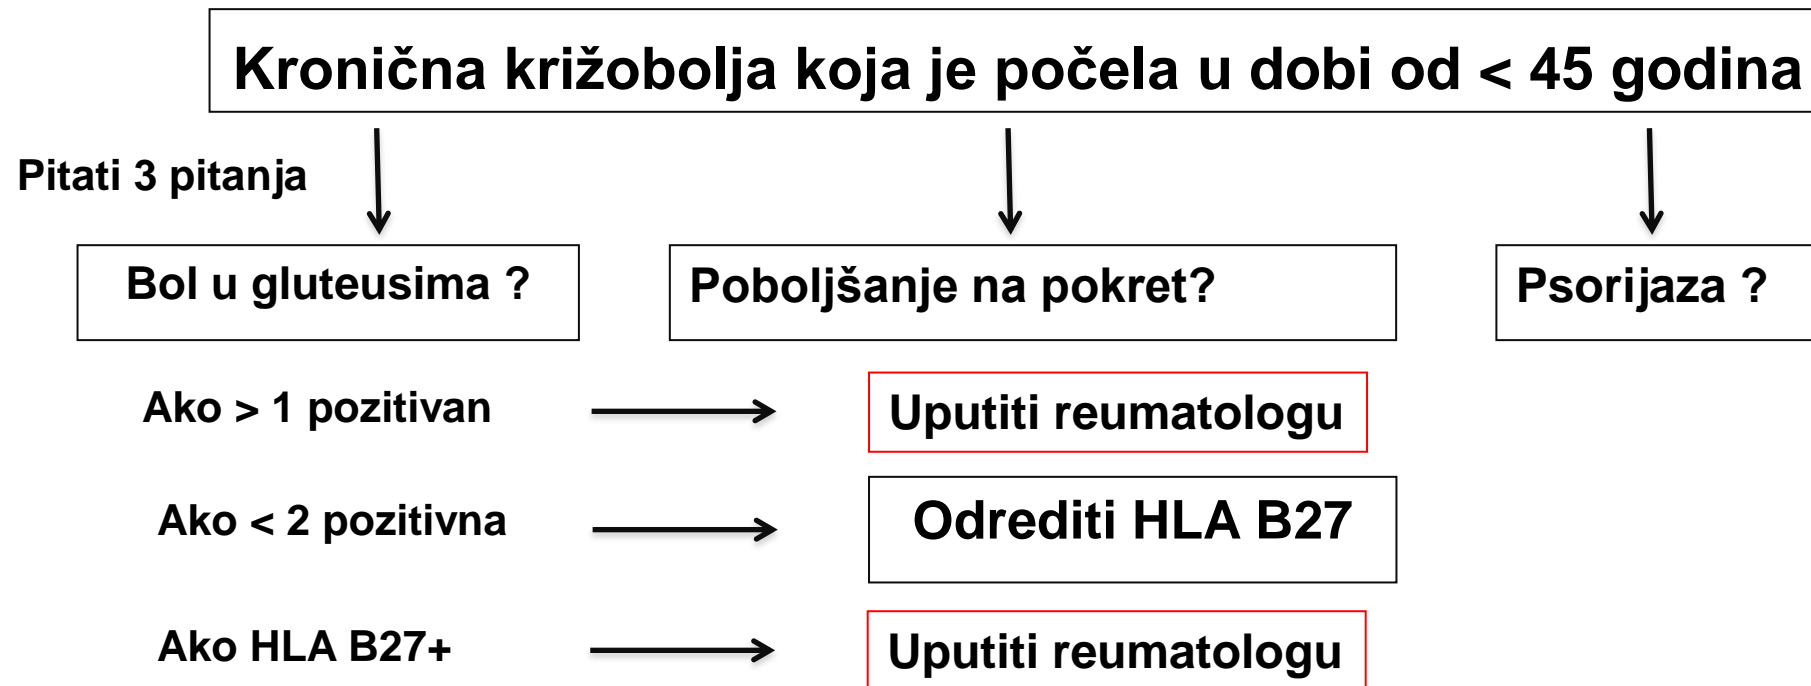 Kronična križobolja koja je počela u dobi od < 45 godina
Pitati 3 pitanja
Bol u gluteusima ?
Poboljšanje na pokret?
Psorijaza ?
Ako > 1 pozitivan
Uputiti reumatologu
Ako < 2 pozitivna
Odrediti HLA B27
Ako HLA B27+
Uputiti reumatologu